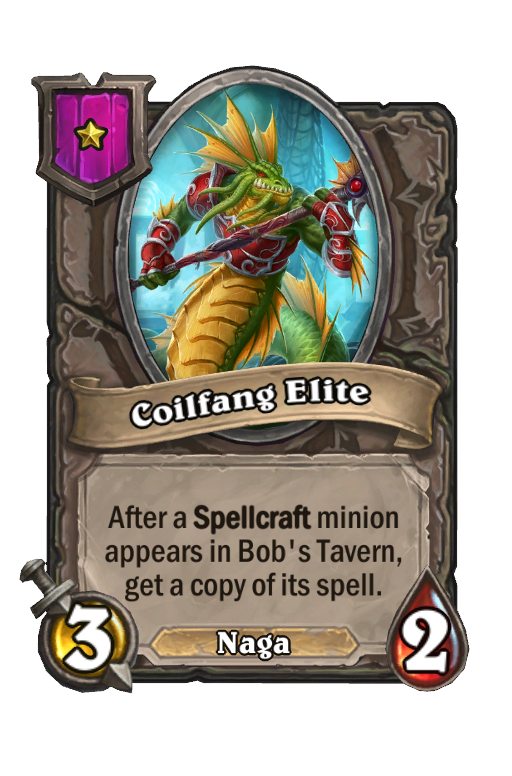 Coilfang Elite
After a Spellcraft minion
appears in Bob's Tavern,
get a copy of its spell.
3
Naga
2